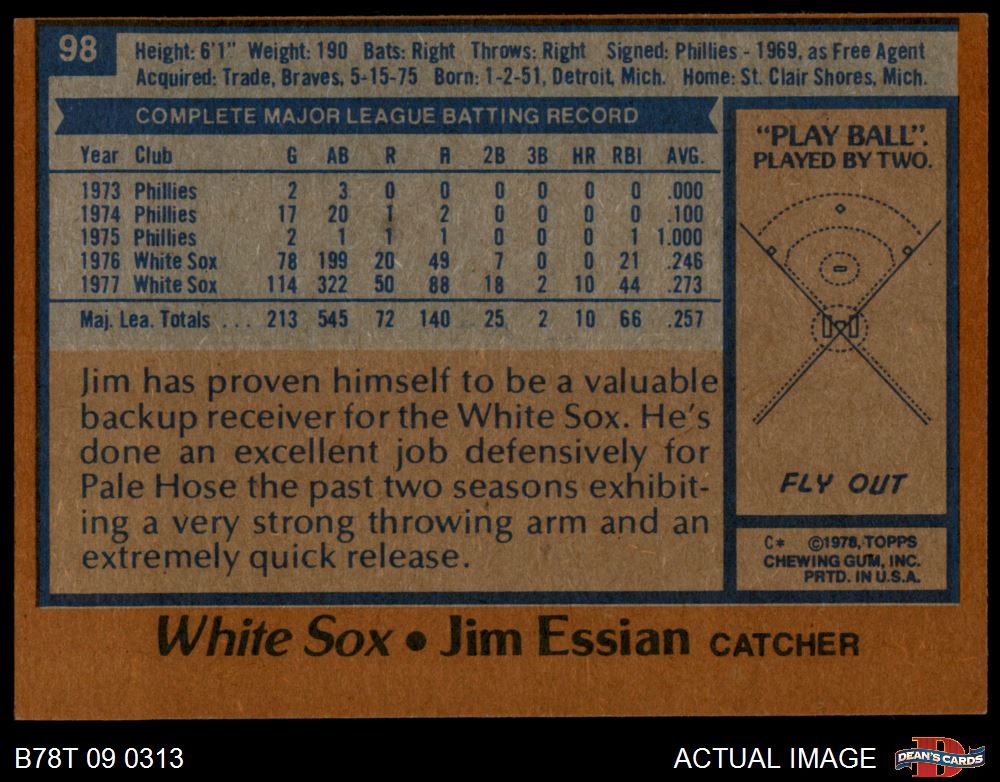 98
Height: 6'1" Weight: 190 Bats: Right Throws: Right Signed: Phillies - 1969, as Free Agent
Acquired: Trade, Braves, 5-15-75 Born: 1-2-51, Detroit, Mich. Home: St. Clair Shores, Mich.
COMPLETE MAJOR LEAGUE BATTING RECORD
Year Club G AB R H 2B 3B HR RBI AVG.
1973 Phillies 2 3 0 0 0 0 0 0 .000
1974 Phillies 17 20 1 2 0 0 0 0 .100
1975 Phillies 2 1 1 1 0 0 0 1 1.000
1976 White Sox 78 199 20 49 7 0 0 21 .246
1977 White Sox 114 322 50 88 18 2 10 44 .273
Maj. Lea. Totals ... 213 545 72 140 25 2 10 66 .257
Jim has proven himself to be a valuable
backup receiver for the White Sox. He's
done an excellent job defensively for
Pale Hose the past two seasons exhibit-
ing a very strong throwing arm and an
extremely quick release.
"PLAY BALL".
PLAYED BY TWO.
FLY OUT
C* ©1978, TOPPS
CHEWING GUM, INC.
PRTD. IN U.S.A.
White Sox • Jim Essian CATCHER
B78T 09 0313
ACTUAL IMAGE
D
DEAN'S CARDS